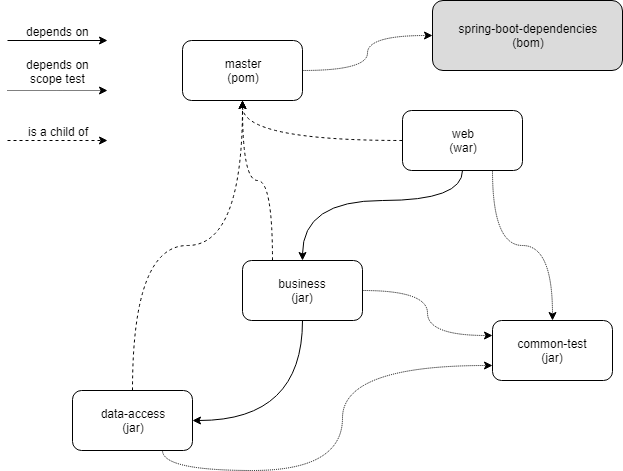 depends on
depends on
scope test
is a child of
master
(pom)
spring-boot-dependencies
(bom)
web
(war)
business
(jar)
common-test
(jar)
data-access
(jar)